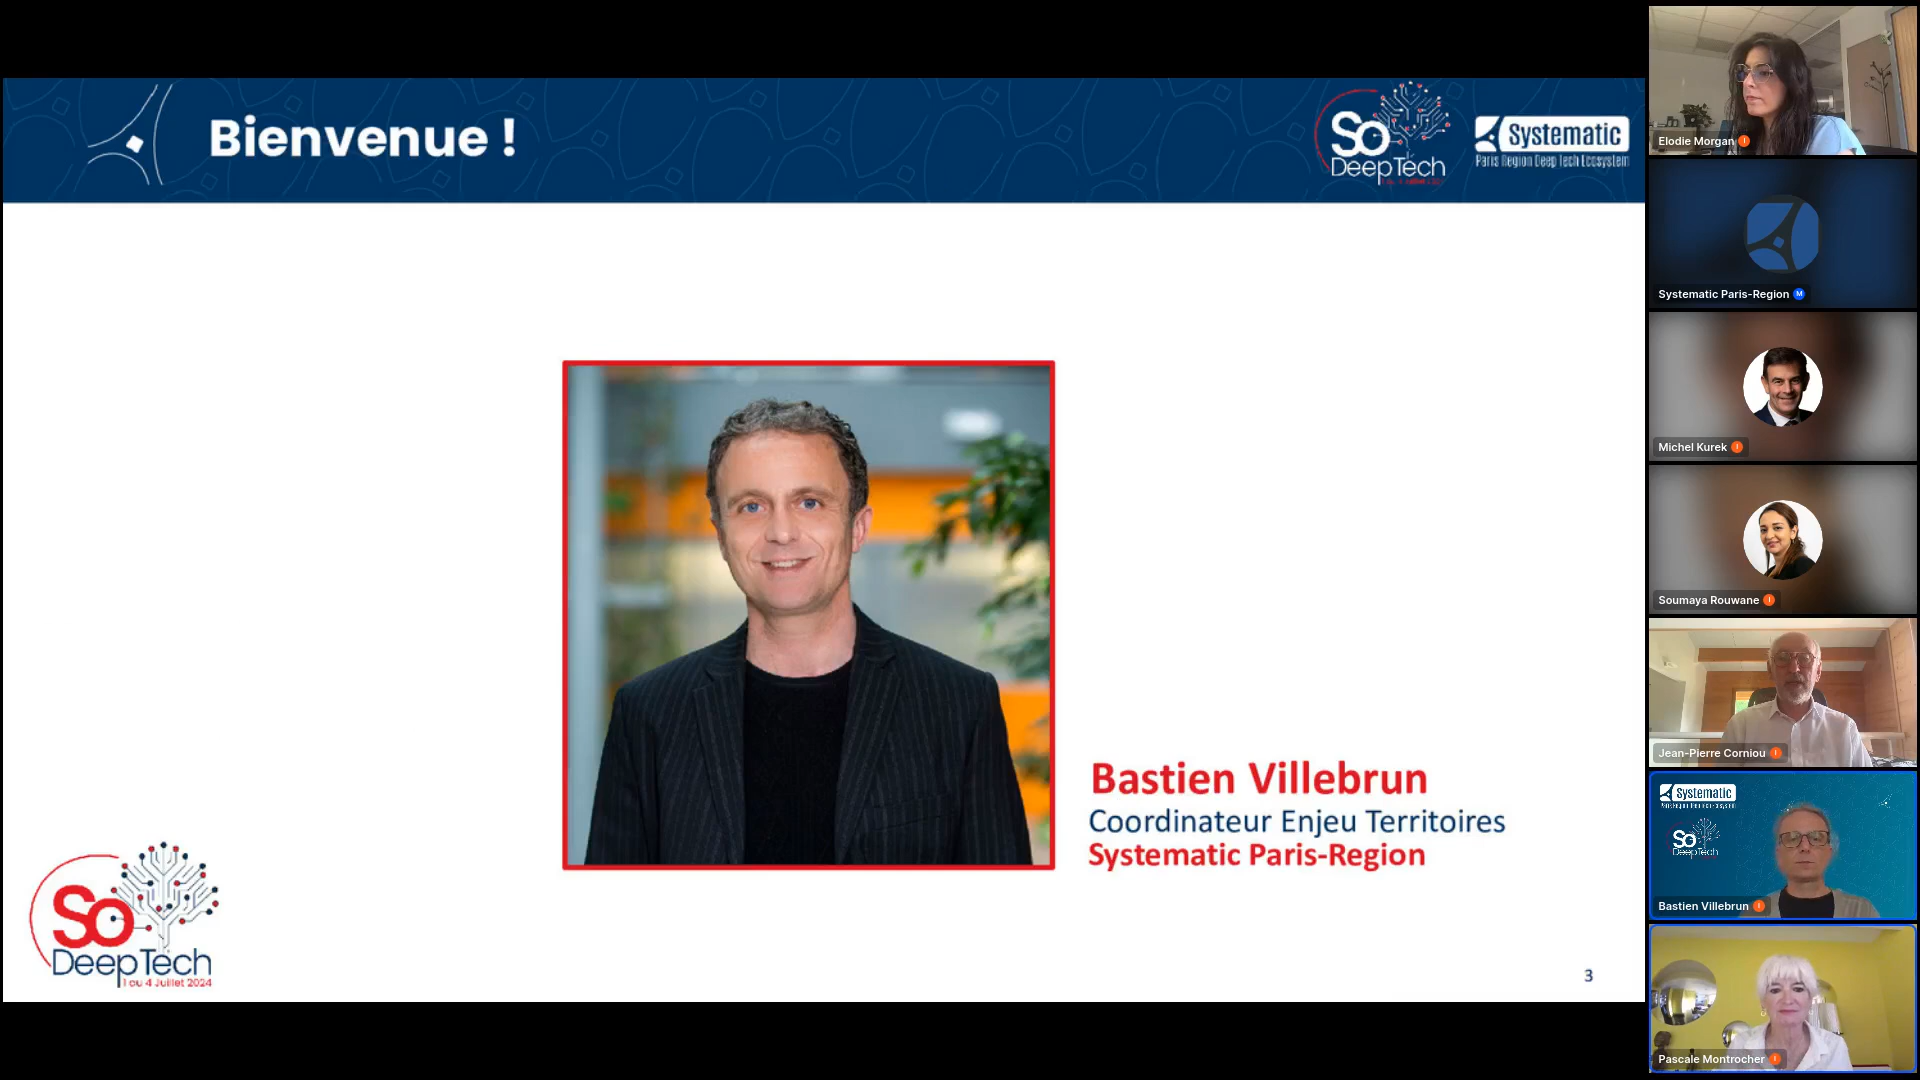 Bienvenue !
So
DeepTech
Systematic
Paris Region Deep Tech Ecosystem
Bastien Villebrun
Coordinateur Enjeu Territoires
Systematic Paris-Region
So
DeepTech
1 au 4 Juillet 2024
3
Elodie Morgan
Systematic Paris-Region
M
Michel Kurek
Soumaya Rouwane
Jean-Pierre Corniou
Systematic
So
DeepTech
Bastien Villebrun
Pascale Montrocher